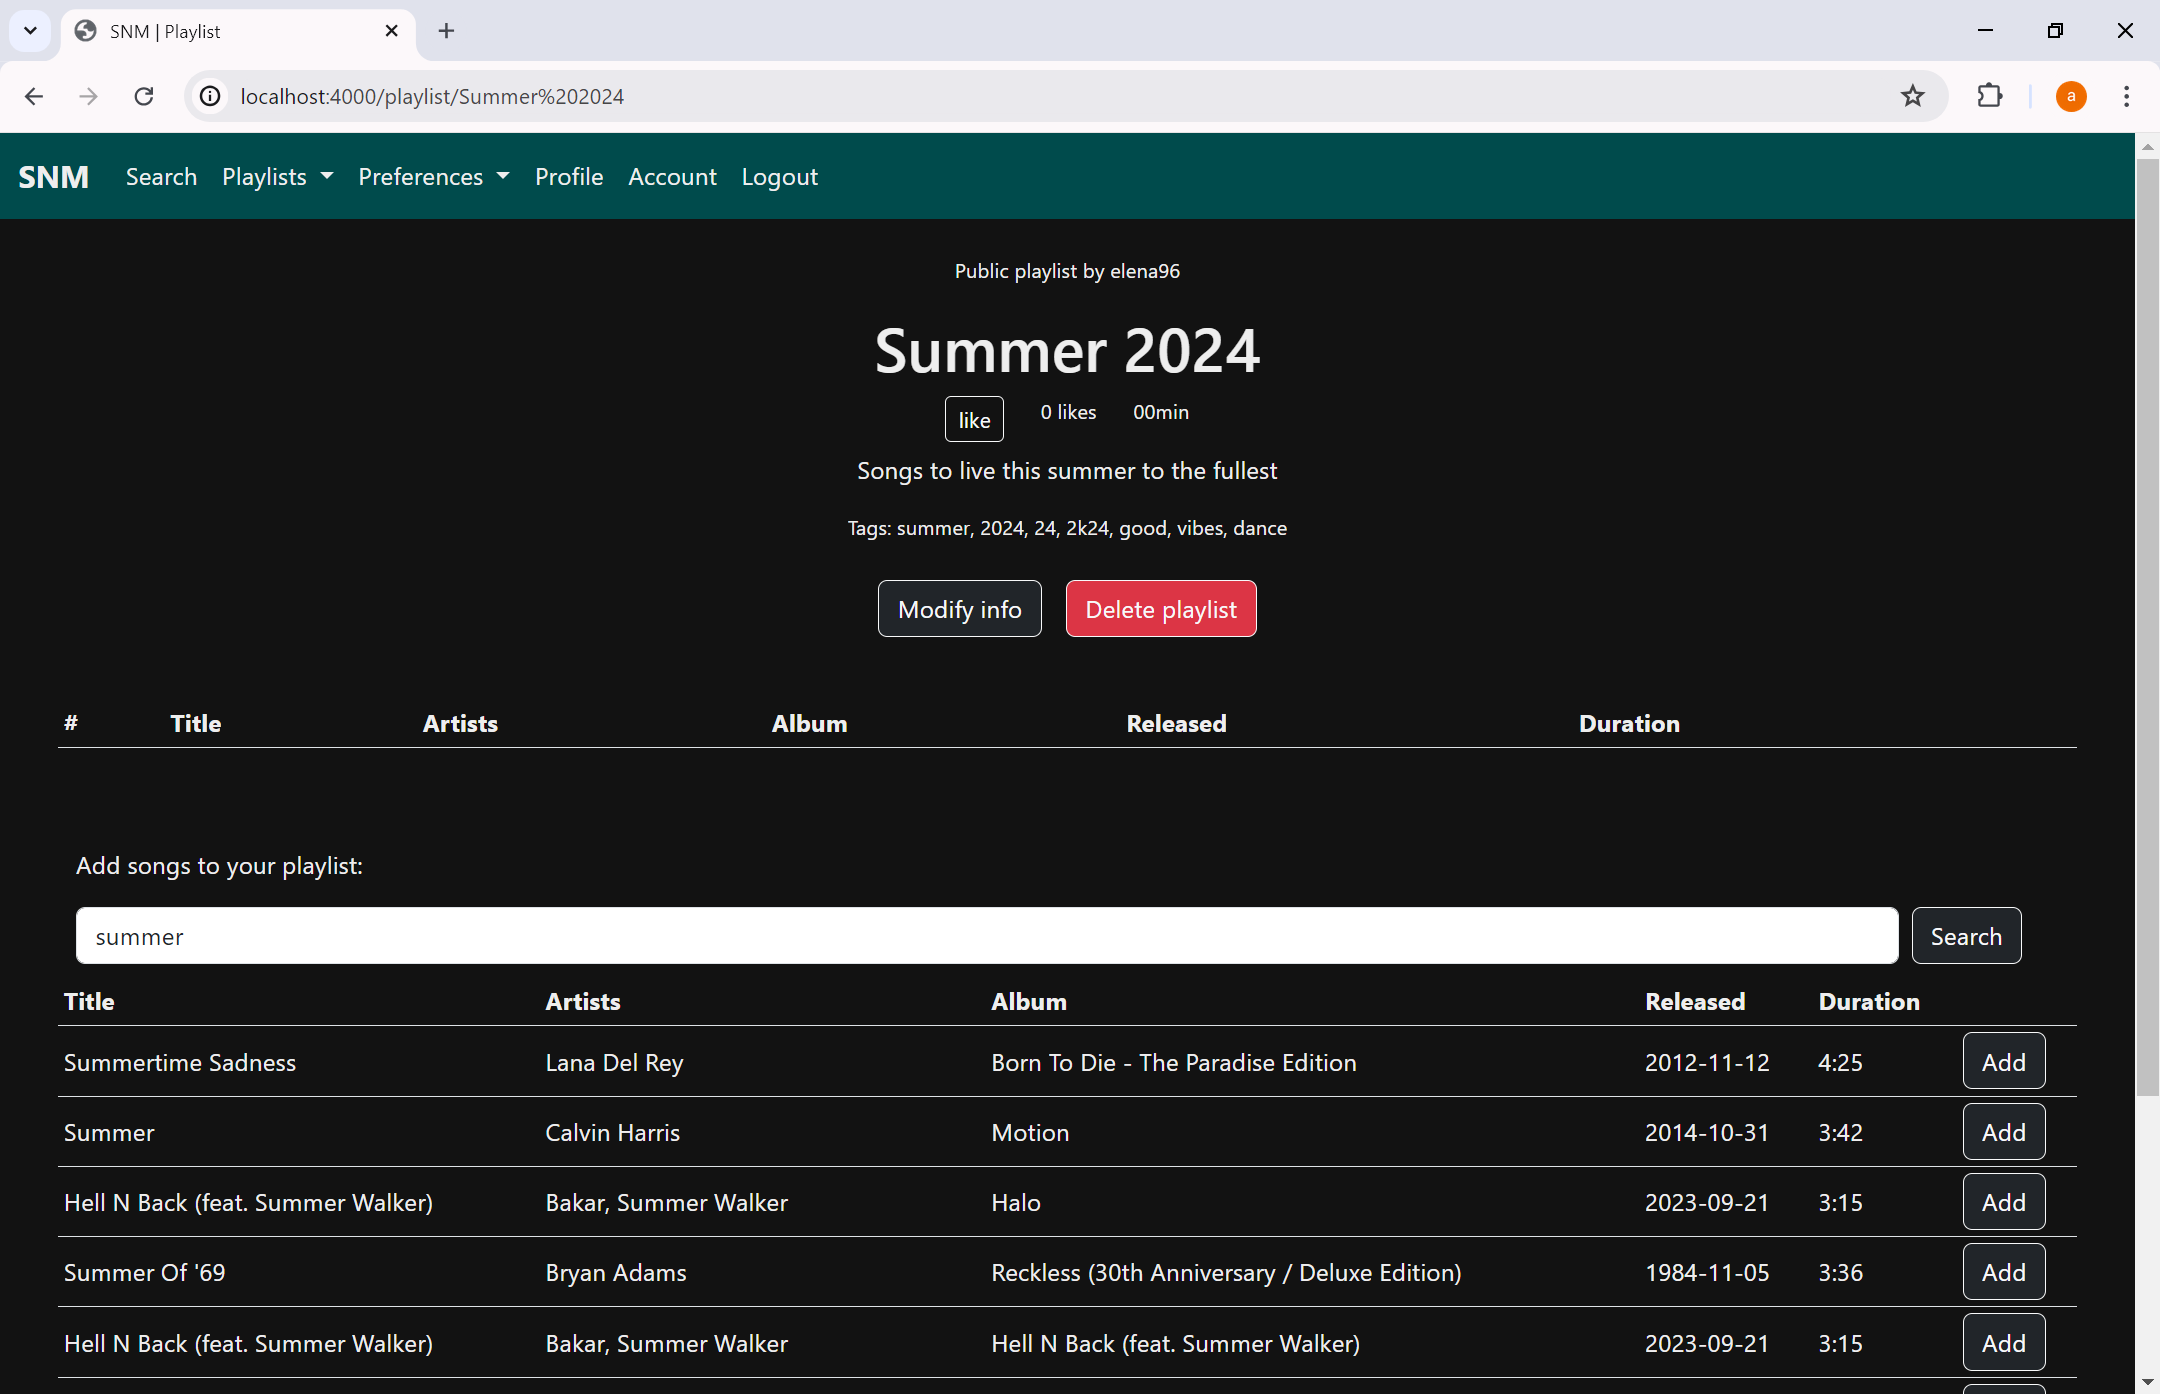 SNM | Playlist
localhost:4000/playlist/Summer%202024
a
SNM Search Playlists Preferences Profile Account Logout
Public playlist by elena96
Summer 2024
like 0 likes 00min
Songs to live this summer to the fullest
Tags: summer, 2024, 24, 2k24, good, vibes, dance
Modify info Delete playlist
# Title Artists Album Released Duration
Add songs to your playlist:
summer Search
Title Artists Album Released Duration
Summertime Sadness Lana Del Rey Born To Die - The Paradise Edition 2012-11-12 4:25 Add
Summer Calvin Harris Motion 2014-10-31 3:42 Add
Hell N Back (feat. Summer Walker) Bakar, Summer Walker Halo 2023-09-21 3:15 Add
Summer Of '69 Bryan Adams Reckless (30th Anniversary / Deluxe Edition) 1984-11-05 3:36 Add
Hell N Back (feat. Summer Walker) Bakar, Summer Walker Hell N Back (feat. Summer Walker) 2023-09-21 3:15 Add